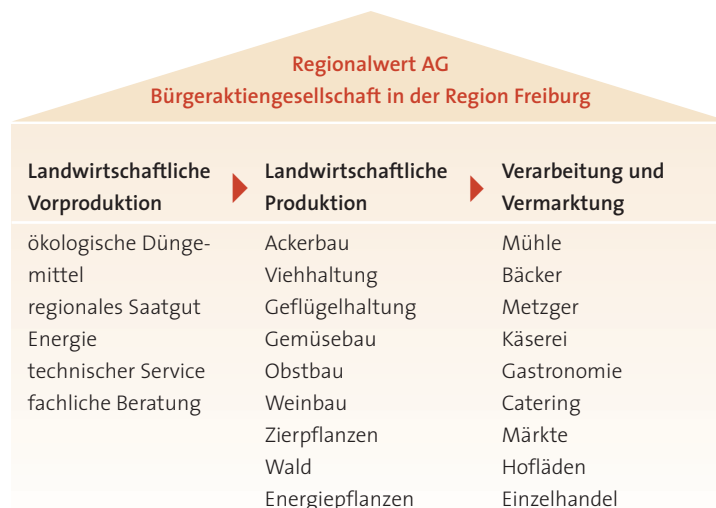 Regionalwert AG
Bürgeraktiengesellschaft in der Region Freiburg
Landwirtschaftliche
Vorproduktion
ökologische Dünge-
mittel
regionales Saatgut
Energie
technischer Service
fachliche Beratung
Landwirtschaftliche
Produktion
Ackerbau
Viehhaltung
Geflügelhaltung
Gemüsebau
Obstbau
Weinbau
Zierpflanzen
Wald
Energiepflanzen
Verarbeitung und
Vermarktung
Mühle
Bäcker
Metzger
Käserei
Gastronomie
Catering
Märkte
Hofläden
Einzelhandel